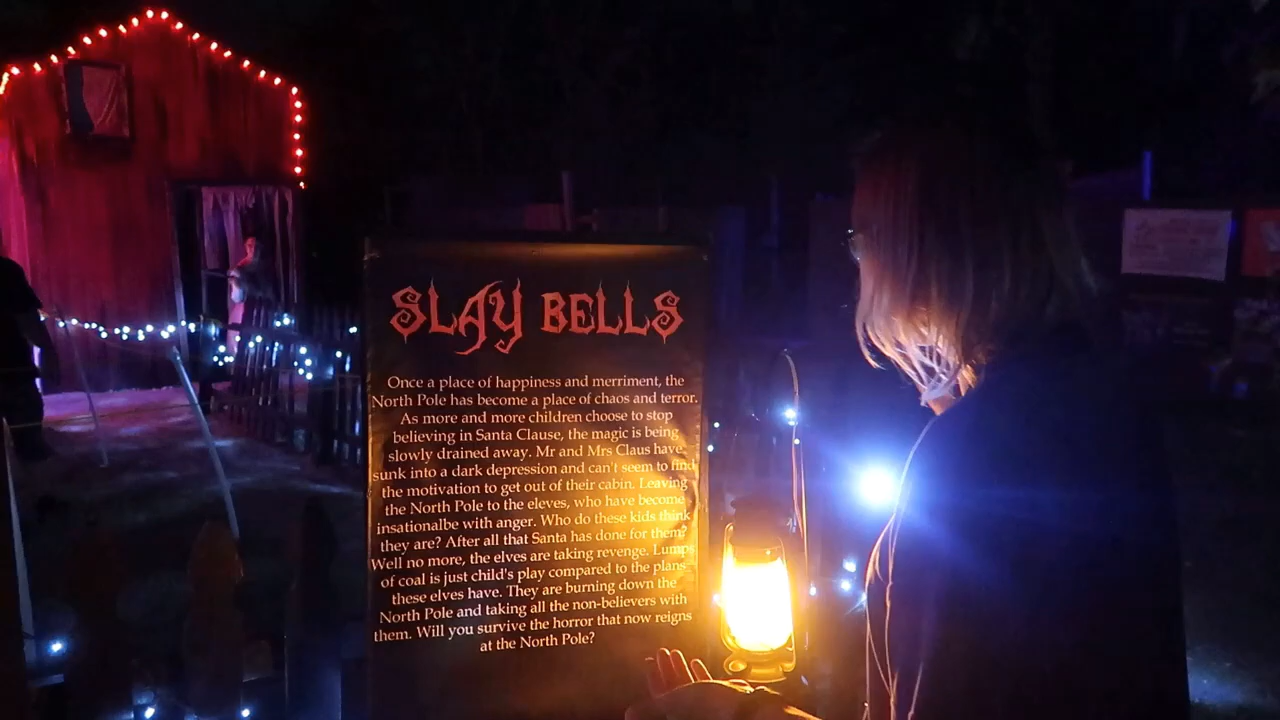 SLAY BELLS
Once a place of happiness and merriment, the
North Pole has become a place of chaos and terror.
As more and more children choose to stop
believing in Santa Clause, the magic is being
slowly drained away. Mr and Mrs Claus have
sunk into a dark depression and can't seem to find
the motivation to get out of their cabin. Leaving
the North Pole to the eleves, who have become
insationalbe with anger. Who do these kids think
they are? After all that Santa has done for them?
Well no more, the elves are taking revenge. Lumps
of coal is just child's play compared to the plans
these elves have. They are burning down the
North Pole and taking all the non-believers with
them. Will you survive the horror that now reigns
at the North Pole?